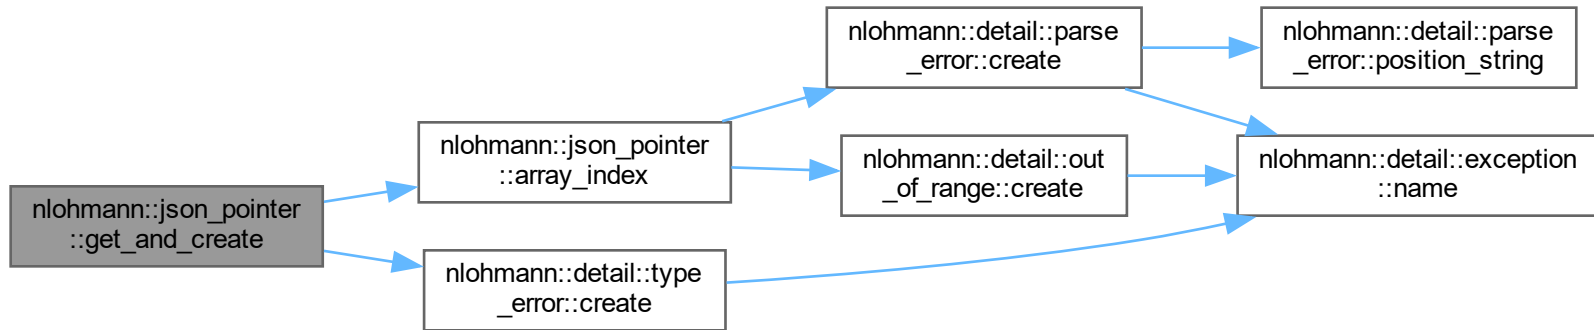 nlohmann::json_pointer
::get_and_create
nlohmann::json_pointer
::array_index
nlohmann::detail::parse
_error::create
nlohmann::detail::parse
_error::position_string
nlohmann::detail::exception
::name
nlohmann::detail::out
_of_range::create
nlohmann::detail::type
_error::create